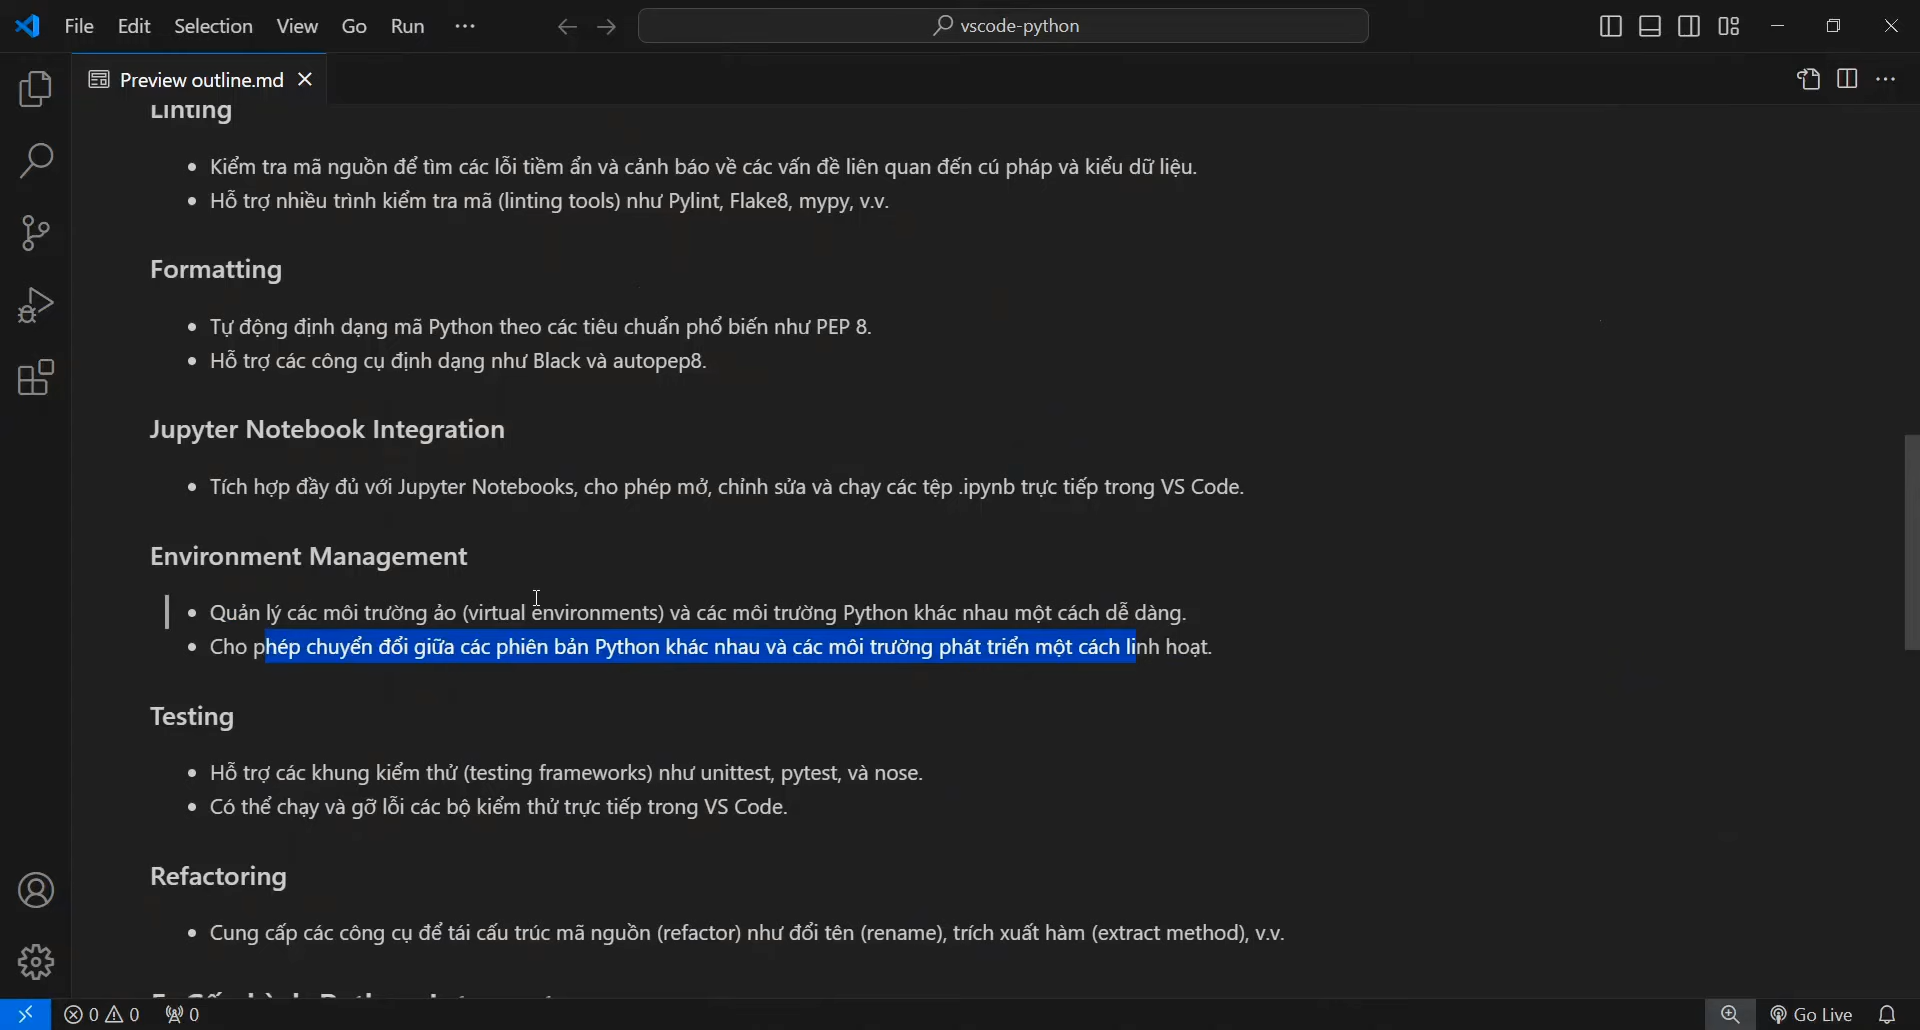 File Edit Selection View Go Run ···
vscode-python
Preview outline.md
Linting
Kiểm tra mã nguồn để tìm các lỗi tiềm ẩn và cảnh báo về các vấn đề liên quan đến cú pháp và kiểu dữ liệu.
Hỗ trợ nhiều trình kiểm tra mã (linting tools) như Pylint, Flake8, mypy, v.v.
Formatting
Tự động định dạng mã Python theo các tiêu chuẩn phổ biến như PEP 8.
Hỗ trợ các công cụ định dạng như Black và autopep8.
Jupyter Notebook Integration
Tích hợp đầy đủ với Jupyter Notebooks, cho phép mở, chỉnh sửa và chạy các tệp .ipynb trực tiếp trong VS Code.
Environment Management
Quản lý các môi trường ảo (virtual environments) và các môi trường Python khác nhau một cách dễ dàng.
Cho phép chuyển đổi giữa các phiên bản Python khác nhau và các môi trường phát triển một cách linh hoạt.
Testing
Hỗ trợ các khung kiểm thử (testing frameworks) như unittest, pytest, và nose.
Có thể chạy và gỡ lỗi các bộ kiểm thử trực tiếp trong VS Code.
Refactoring
Cung cấp các công cụ để tái cấu trúc mã nguồn (refactor) như đổi tên (rename), trích xuất hàm (extract method), v.v.
0 0 0 Go Live